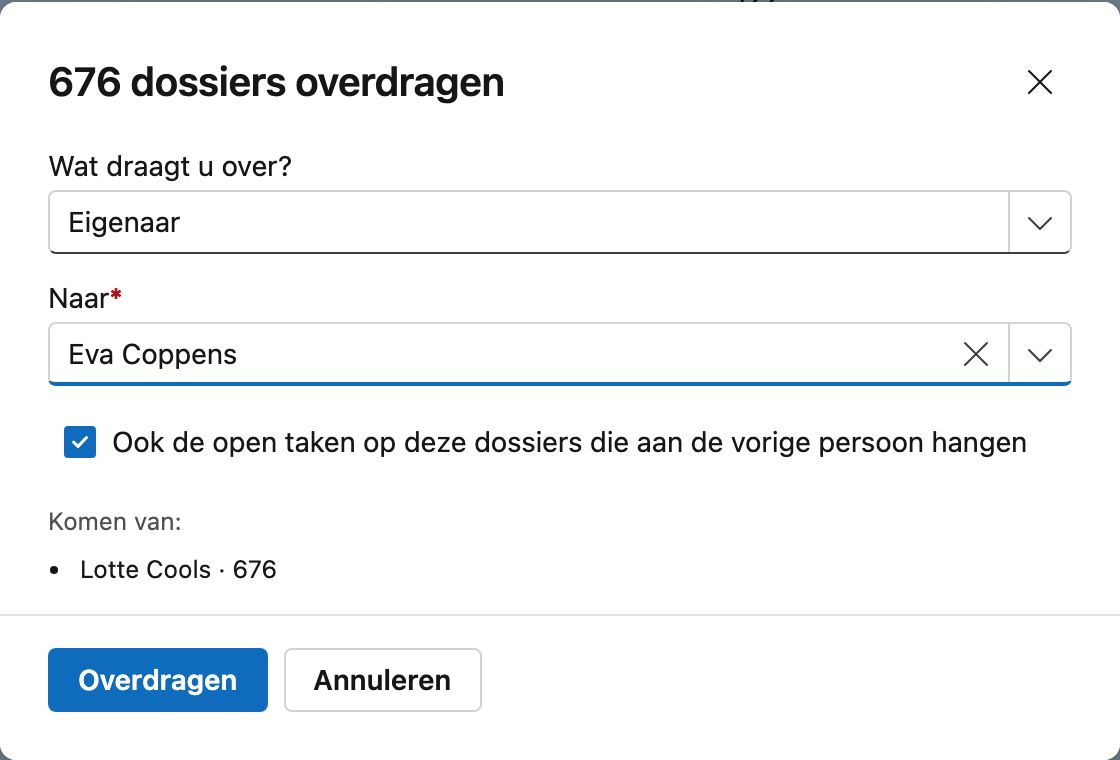 676 dossiers overdragen
Wat draagt u over?
Eigenaar
Naar*
Eva Coppens
Ook de open taken op deze dossiers die aan de vorige persoon hangen
Komen van:
• Lotte Cools · 676
Overdragen
Annuleren